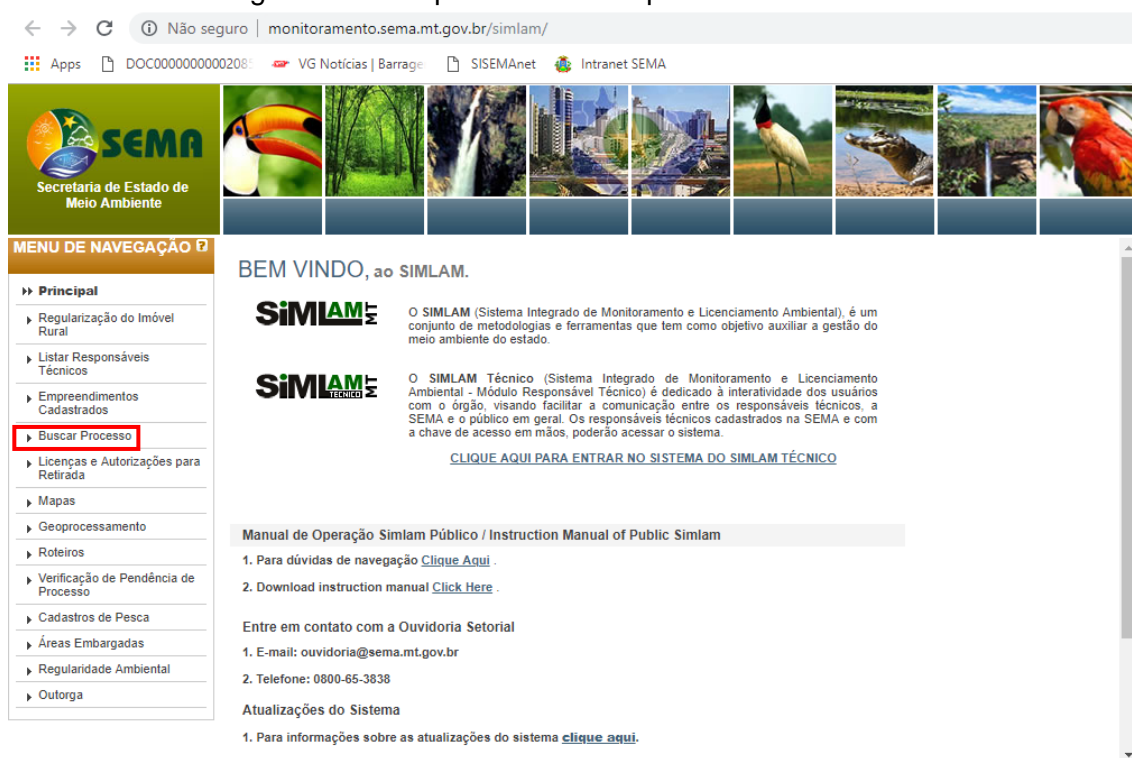 Não seguro | monitoramento.sema.mt.gov.br/simlam/
Apps DOC00000000002085 VG Notícias | Barrage SISEMAnet Intranet SEMA
SEMA
Secretaria de Estado de
Meio Ambiente
MENU DE NAVEGAÇÃO
Principal
Regularização do Imóvel
Rural
Listar Responsáveis
Técnicos
Empreendimentos
Cadastrados
Buscar Processo
Licenças e Autorizações para
Retirada
Mapas
Geoprocessamento
Roteiros
Verificação de Pendência de
Processo
Cadastros de Pesca
Áreas Embargadas
Regularidade Ambiental
Outorga
BEM VINDO, ao SIMLAM.
SiMLAM MT
O SIMLAM (Sistema Integrado de Monitoramento e Licenciamento Ambiental), é um
conjunto de metodologias e ferramentas que tem como objetivo auxiliar a gestão do
meio ambiente do estado.
SiMLAM TECNICO MT
O SIMLAM Técnico (Sistema Integrado de Monitoramento e Licenciamento
Ambiental - Módulo Responsável Técnico) é dedicado à interatividade dos usuários
com o órgão, visando facilitar a comunicação entre os responsáveis técnicos, a
SEMA e o público em geral. Os responsáveis técnicos cadastrados na SEMA e com
a chave de acesso em mãos, poderão acessar o sistema.
CLIQUE AQUI PARA ENTRAR NO SISTEMA DO SIMLAM TÉCNICO
Manual de Operação Simlam Público / Instruction Manual of Public Simlam
1. Para dúvidas de navegação Clique Aqui .
2. Download instruction manual Click Here .
Entre em contato com a Ouvidoria Setorial
1. E-mail: ouvidoria@sema.mt.gov.br
2. Telefone: 0800-65-3838
Atualizações do Sistema
1. Para informações sobre as atualizações do sistema clique aqui.